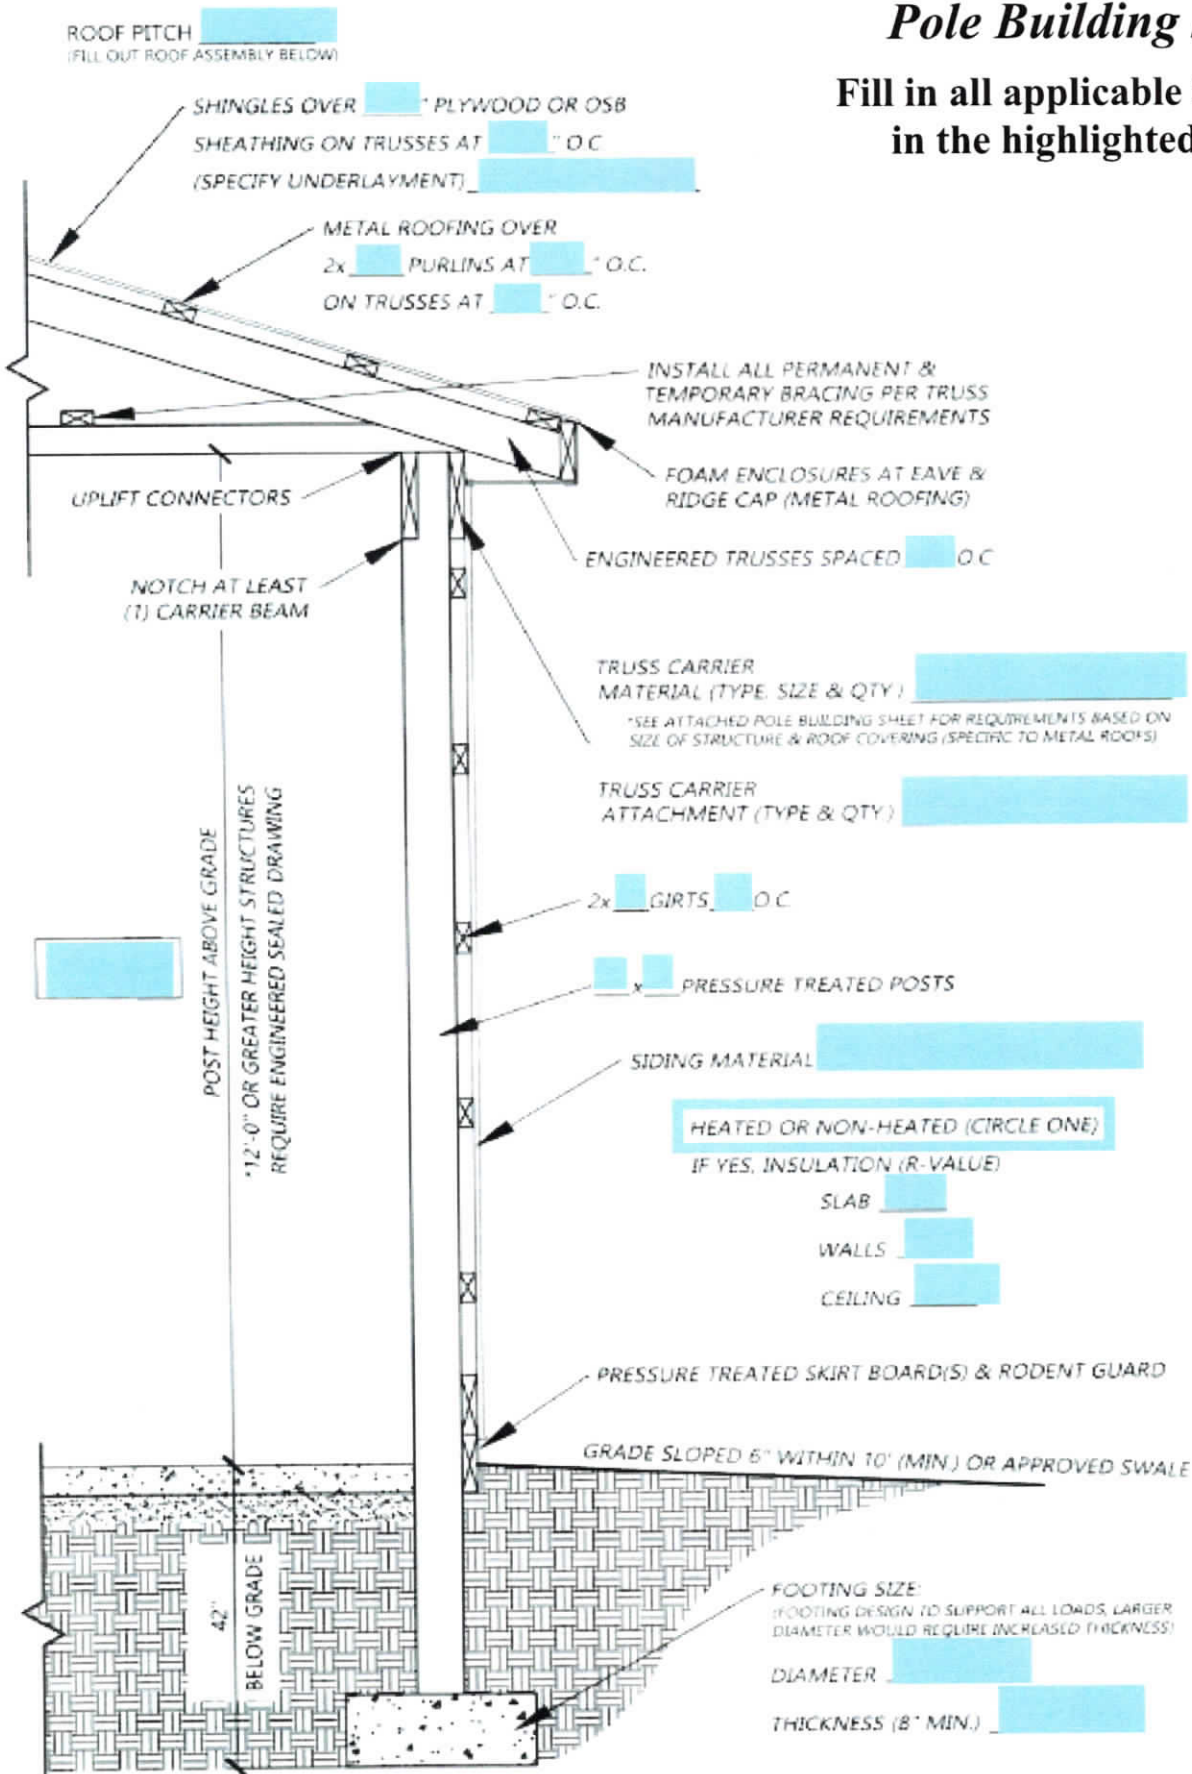 Pole Building
Fill in all applicable
in the highlighted
ROOF PITCH
(FILL OUT ROOF ASSEMBLY BELOW)
SHINGLES OVER " PLYWOOD OR OSB
SHEATHING ON TRUSSES AT " O.C.
(SPECIFY UNDERLAYMENT)
METAL ROOFING OVER
2x PURLINS AT " O.C.
ON TRUSSES AT " O.C.
INSTALL ALL PERMANENT &
TEMPORARY BRACING PER TRUSS
MANUFACTURER REQUIREMENTS
FOAM ENCLOSURES AT EAVE &
RIDGE CAP (METAL ROOFING)
UPLIFT CONNECTORS
ENGINEERED TRUSSES SPACED O.C
NOTCH AT LEAST
(1) CARRIER BEAM
TRUSS CARRIER
MATERIAL (TYPE, SIZE & QTY.)
*SEE ATTACHED POLE BUILDING SHEET FOR REQUIREMENTS BASED ON
SIZE OF STRUCTURE & ROOF COVERING (SPECIFIC TO METAL ROOFS)
TRUSS CARRIER
ATTACHMENT (TYPE & QTY.)
POST HEIGHT ABOVE GRADE
*12'-0" OR GREATER HEIGHT STRUCTURES
REQUIRE ENGINEERED SEALED DRAWING
2x GIRTS O.C.
x PRESSURE TREATED POSTS
SIDING MATERIAL
HEATED OR NON-HEATED (CIRCLE ONE)
IF YES, INSULATION (R-VALUE)
SLAB
WALLS
CEILING
PRESSURE TREATED SKIRT BOARD(S) & RODENT GUARD
GRADE SLOPED 6" WITHIN 10' (MIN.) OR APPROVED SWALE
42"
BELOW GRADE
FOOTING SIZE:
(FOOTING DESIGN TO SUPPORT ALL LOADS, LARGER
DIAMETER WOULD REQUIRE INCREASED THICKNESS)
DIAMETER
THICKNESS (8" MIN.)